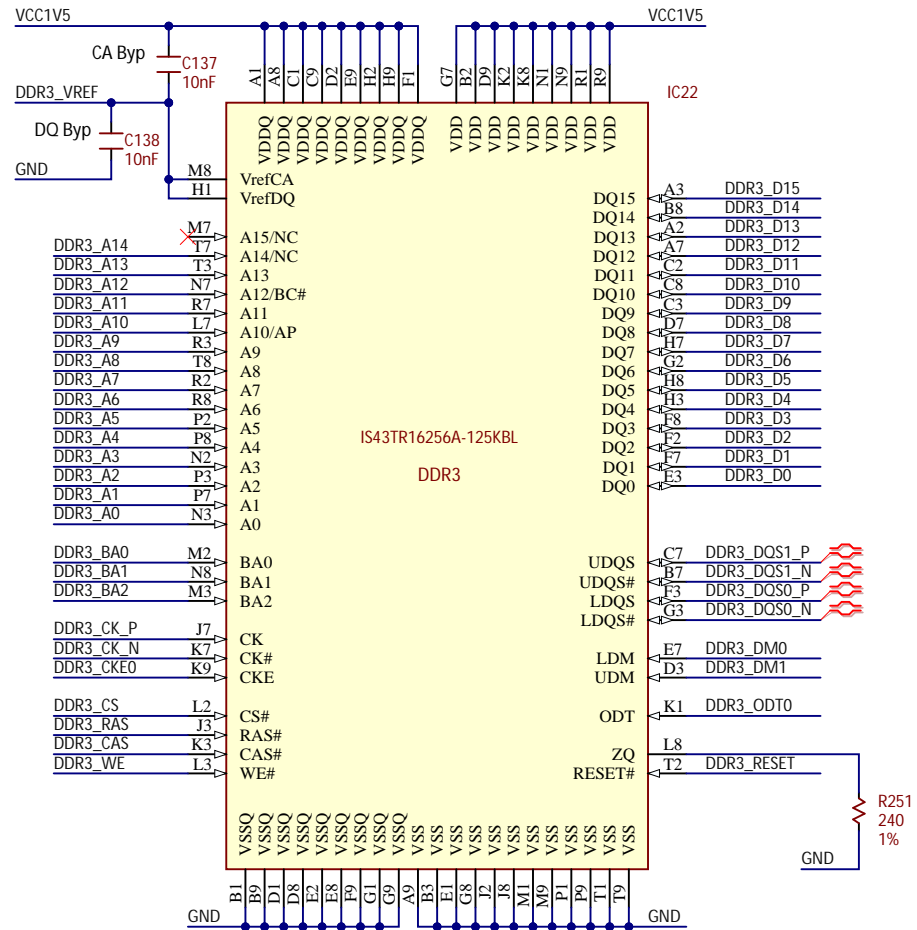 VCC1V5
VCC1V5
CA Byp
C137
10nF
DDR3_VREF
DQ Byp
C138
10nF
GND
A1 A8 C1 C9 D2 E9 H2 H9 F1
G7 B2 D9 K2 K8 N1 N9 R1 R9
IC22
VDDQ VDDQ VDDQ VDDQ VDDQ VDDQ VDDQ VDDQ VDDQ
VDD VDD VDD VDD VDD VDD VDD VDD VDD
M8 VrefCA
H1 VrefDQ
M7 A15/NC
DDR3_A14 T7 A14/NC
DDR3_A13 T3 A13
DDR3_A12 N7 A12/BC#
DDR3_A11 R7 A11
DDR3_A10 L7 A10/AP
DDR3_A9 R3 A9
DDR3_A8 T8 A8
DDR3_A7 R2 A7
DDR3_A6 R8 A6
DDR3_A5 P2 A5
DDR3_A4 P8 A4
DDR3_A3 N2 A3
DDR3_A2 P3 A2
DDR3_A1 P7 A1
DDR3_A0 N3 A0
DDR3_BA0 M2 BA0
DDR3_BA1 N8 BA1
DDR3_BA2 M3 BA2
DDR3_CK_P J7 CK
DDR3_CK_N K7 CK#
DDR3_CKE0 K9 CKE
DDR3_CS L2 CS#
DDR3_RAS J3 RAS#
DDR3_CAS K3 CAS#
DDR3_WE L3 WE#
IS43TR16256A-125KBL
DDR3
DQ15 A3 DDR3_D15
DQ14 B8 DDR3_D14
DQ13 A2 DDR3_D13
DQ12 A7 DDR3_D12
DQ11 C2 DDR3_D11
DQ10 C8 DDR3_D10
DQ9 C3 DDR3_D9
DQ8 D7 DDR3_D8
DQ7 H7 DDR3_D7
DQ6 G2 DDR3_D6
DQ5 H8 DDR3_D5
DQ4 H3 DDR3_D4
DQ3 F8 DDR3_D3
DQ2 F2 DDR3_D2
DQ1 F7 DDR3_D1
DQ0 E3 DDR3_D0
UDQS C7 DDR3_DQS1_P
UDQS# B7 DDR3_DQS1_N
LDQS F3 DDR3_DQS0_P
LDQS# G3 DDR3_DQS0_N
LDM E7 DDR3_DM0
UDM D3 DDR3_DM1
ODT K1 DDR3_ODT0
ZQ L8
RESET# T2 DDR3_RESET
R251
240
1%
GND
VSSQ VSSQ VSSQ VSSQ VSSQ VSSQ VSSQ VSSQ VSSQ
VSS VSS VSS VSS VSS VSS VSS VSS VSS VSS VSS VSS
B1 B9 D1 D8 E2 E8 F9 G1 G9
A9 B3 E1 G8 J2 J8 M1 M9 P1 P9 T1 T9
GND
GND